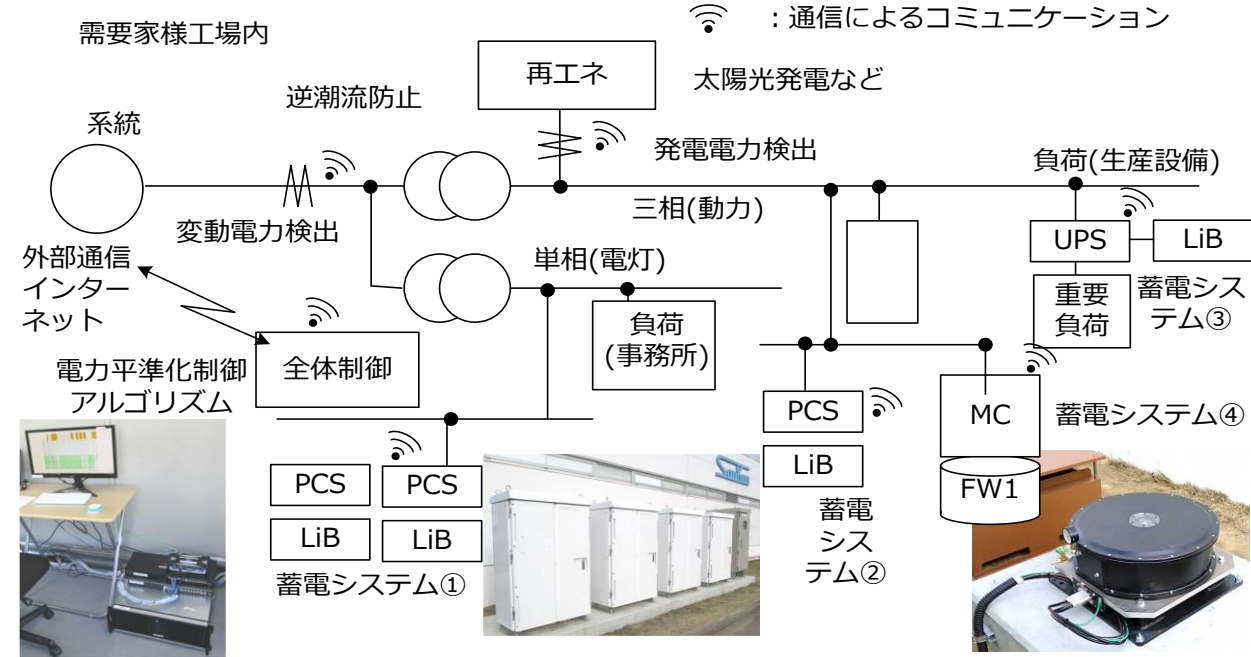 ：通信によるコミュニケーション
需要家様工場内
再エネ
太陽光発電など
逆潮流防止
系統
発電電力検出
負荷(生産設備)
三相(動力)
変動電力検出
UPS
LiB
外部通信
インター
ネット
単相(電灯)
重要
負荷
蓄電シス
テム③
負荷
(事務所)
全体制御
電力平準化制御
アルゴリズム
PCS
MC
蓄電システム④
LiB
FW1
PCS
PCS
LiB
LiB
蓄電
シス
テム②
蓄電システム①